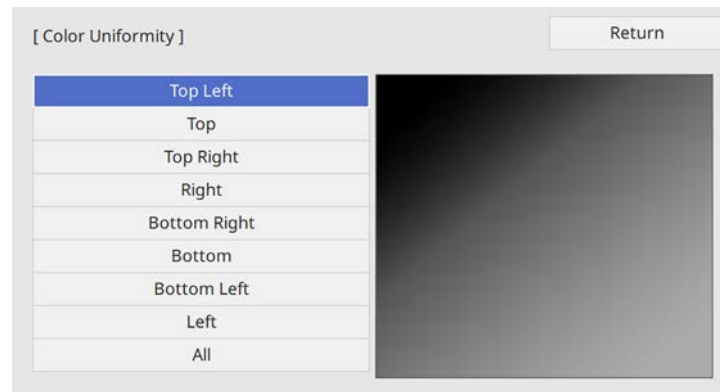 [ Color Uniformity ]
Return
Top Left
Top
Top Right
Right
Bottom Right
Bottom
Bottom Left
Left
All